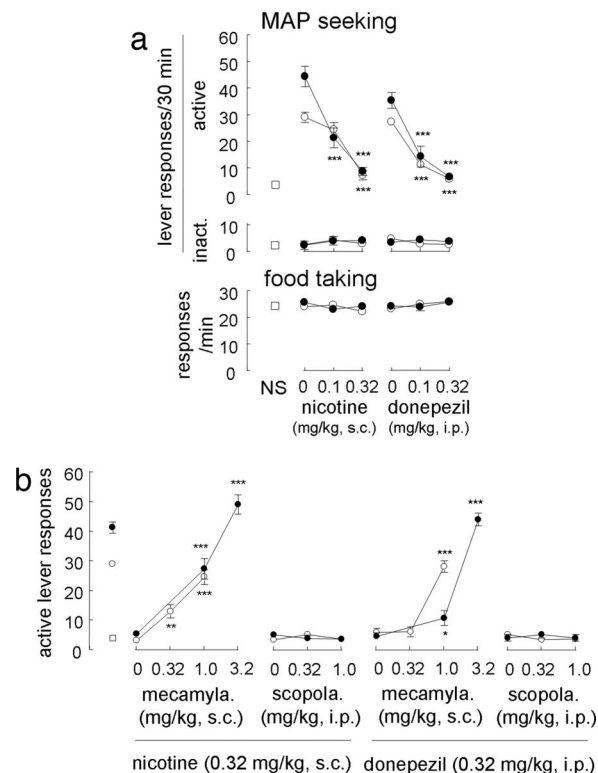 a
MAP seeking
lever responses/30 min
active
60
50
40
30
20
10
0
***
***
***
***
***
***
inact.
10
0
food taking
responses
/min
30
20
10
0
NS
0 0.1 0.32 0 0.1 0.32
nicotine donepezil
(mg/kg, s.c.) (mg/kg, i.p.)
b
active lever responses
60
50
40
30
20
10
0
***
***
***
**
***
***
*
0 0.32 1.0 3.2 0 0.32 1.0 0 0.32 1.0 3.2 0 0.32 1.0
mecamyla. scopola. mecamyla. scopola.
(mg/kg, s.c.) (mg/kg, i.p.) (mg/kg, s.c.) (mg/kg, i.p.)
nicotine (0.32 mg/kg, s.c.) donepezil (0.32 mg/kg, i.p.)